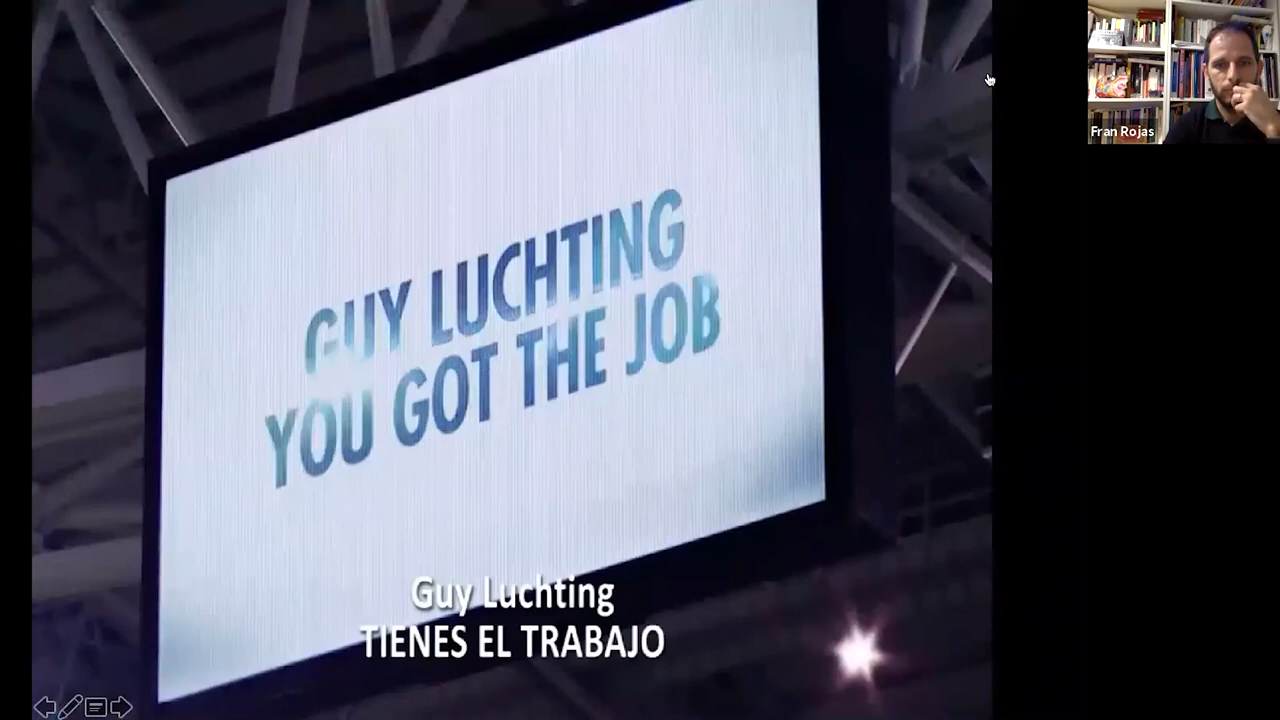 GUY LUCHTING
YOU GOT THE JOB
Guy Luchting
TIENES EL TRABAJO
Fran Rojas